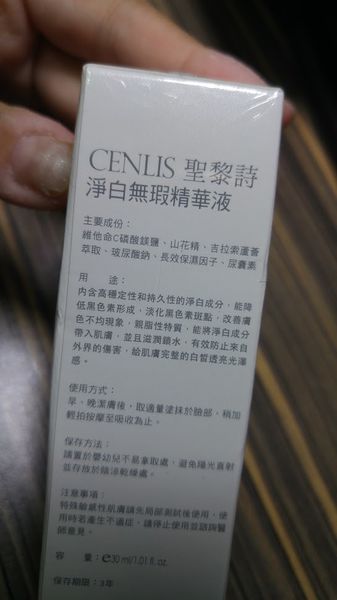 CENLIS 聖黎詩
淨白無瑕精華液
主要成份：
維他命C磷酸鎂鹽、山花精、吉拉索蘆薈
萃取、玻尿酸鈉、長效保濕因子、尿囊素
用 途：
內含高穩定性和持久性的淨白成分，能降
低黑色素形成，淡化黑色素斑點，改善膚
色不均現象，親脂性特質，能將淨白成分
帶入肌膚，並且滋潤鎖水，有效防止來自
外界的傷害，給肌膚完整的白皙透亮光澤
感。
使用方式：
早、晚潔膚後，取適量塗抹於臉部，稍加
輕拍按摩至吸收為止。
保存方法：
請置於嬰幼兒不易拿取處，避免陽光直射
並存放於陰涼乾燥處。
注意事項：
特殊敏感性肌膚請先局部測試後使用，使
用時若產生不適症，請停止使用並諮詢醫
師意見。
容 量：℮30 ml/1.01 fl.oz.
保存期限：3年